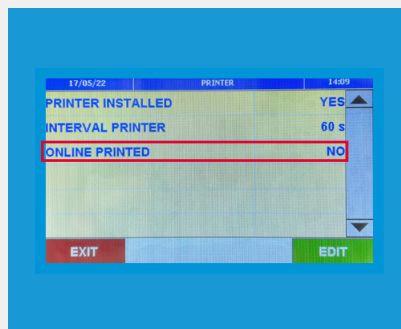 17/05/22 PRINTER 14:09
PRINTER INSTALLED YES
INTERVAL PRINTER 60 s
ONLINE PRINTED NO
EXIT EDIT